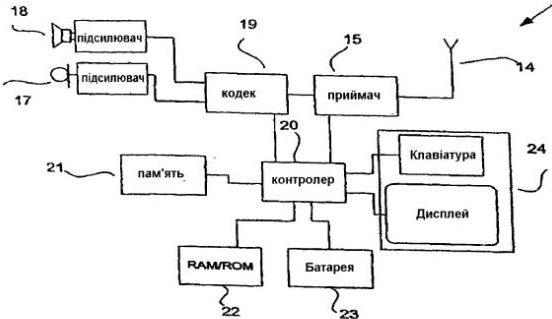 18
підсилювач
19
15
14
підсилювач
17
кодек
приймач
20
21
пам'ять
контролер
Клавіатура
24
Дисплей
RAM/ROM
Батарея
22
23